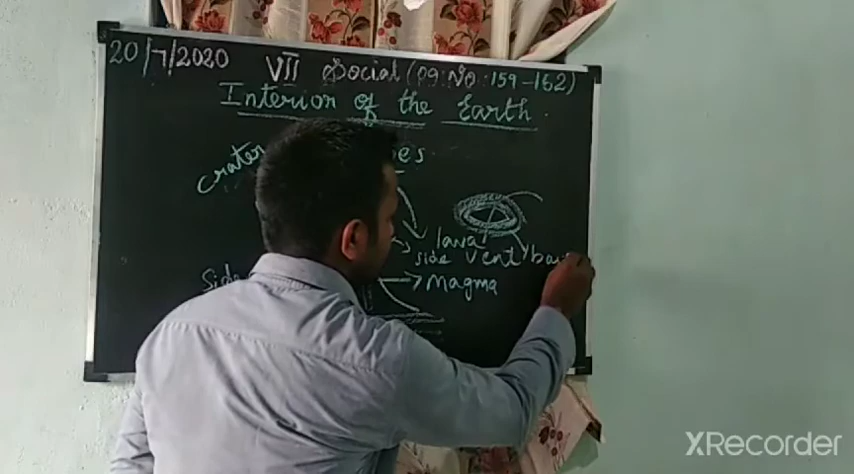 20/7/2020 VII Social (pg: No: 159-162)
Interior of the Earth
Crater
lava
side vent
Side
magma
XRecorder